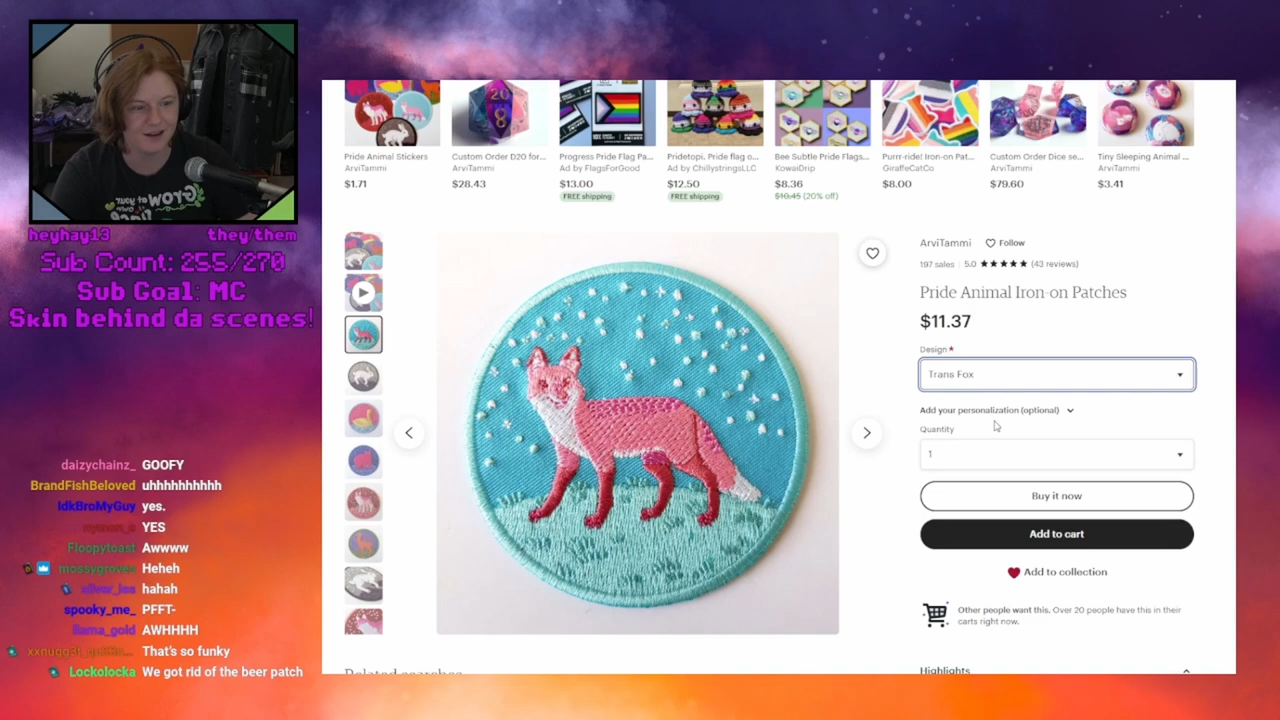 heyhay13
they/them
Sub Count: 255/270
Sub Goal: MC
Skin behind da scenes!
daizychainz_ GOOFY
BrandFishBeloved uhhhhhhhhhh
IdkBroMyGuy yes.
YES
Floopytoast Awwww
mossygroves Heheh
hahah
spooky_me_ PFFT-
llama_gold AWHHHH
That's so funky
Lockolocka We got rid of the beer patch
Pride Animal Stickers
ArviTammi
$1.71
Custom Order D20 for...
ArviTammi
$28.43
Progress Pride Flag Pa...
Ad by FlagsForGood
$13.00
FREE shipping
Pridetopi. Pride flag o...
Ad by ChillystringsLLC
$12.50
FREE shipping
Bee Subtle Pride Flags...
KowaiDrip
$8.36
$10.45 (20% off)
Purrr-ride! Iron-on Pat...
GiraffeCatCo
$8.00
Custom Order Dice se...
ArviTammi
$79.60
Tiny Sleeping Animal ...
ArviTammi
$3.41
ArviTammi Follow
197 sales | 5.0 ★★★★★ (43 reviews)
Pride Animal Iron-on Patches
$11.37
Design *
Trans Fox
Add your personalization (optional)
Quantity
1
Buy it now
Add to cart
Add to collection
Other people want this. Over 20 people have this in their
carts right now.
Highlights
Related searches